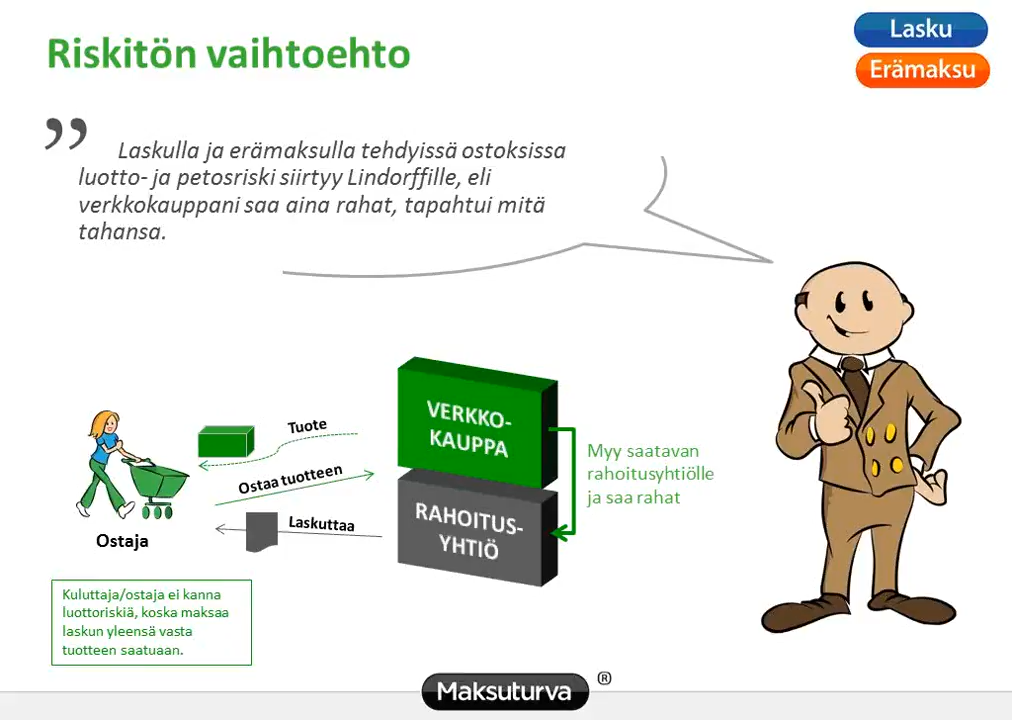 Riskitön vaihtoehto
Lasku
Erämaksu
” Laskulla ja erämaksulla tehdyissä ostoksissa
luotto- ja petosriski siirtyy Lindorffille, eli
verkkokauppani saa aina rahat, tapahtui mitä
tahansa.
VERKKO-
KAUPPA
Tuote
Ostaa tuotteen
Myy saatavan
rahoitusyhtiölle
ja saa rahat
RAHOITUS-
YHTIÖ
Laskuttaa
Ostaja
Kuluttaja/ostaja ei kanna
luottoriskiä, koska maksaa
laskun yleensä vasta
tuotteen saatuaan.
Maksuturva ®